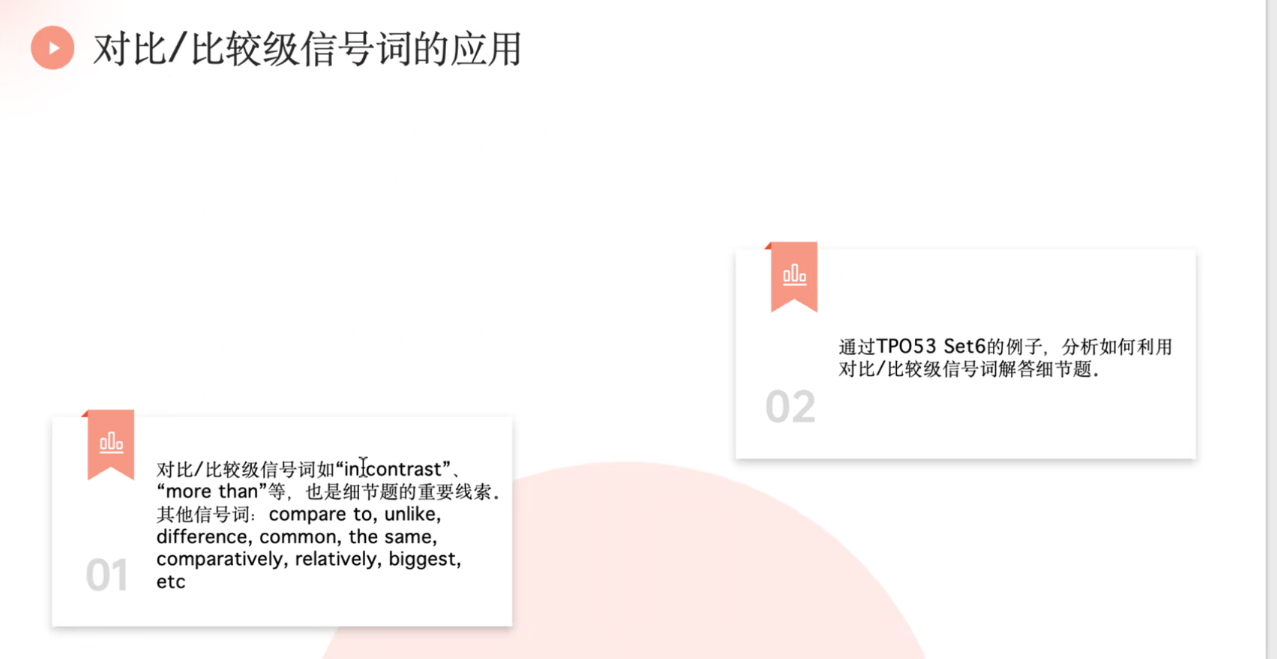 对比/比较级信号词的应用
对比/比较级信号词如“in contrast”、
“more than”等，也是细节题的重要线索.
其他信号词：compare to, unlike,
difference, common, the same,
comparatively, relatively, biggest,
etc
01
通过TPO53 Set6的例子，分析如何利用
对比/比较级信号词解答细节题.
02